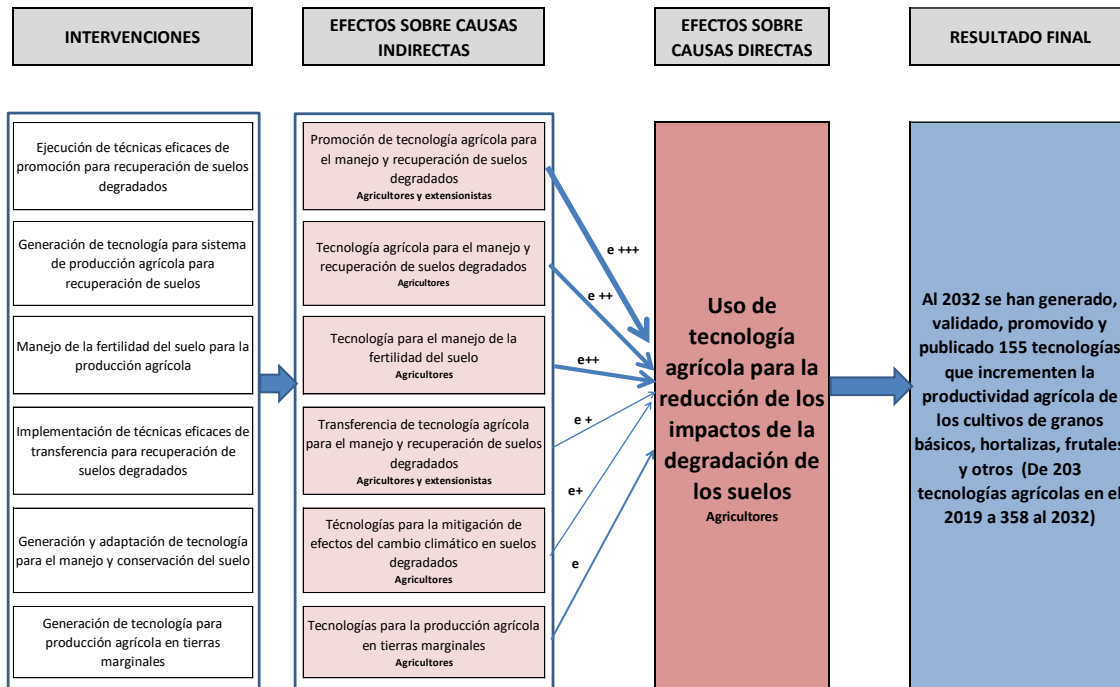 INTERVENCIONES
EFECTOS SOBRE CAUSAS
INDIRECTAS
EFECTOS SOBRE
CAUSAS DIRECTAS
RESULTADO FINAL
Ejecución de técnicas eficaces de
promoción para recuperación de suelos
degradados
Generación de tecnología para sistema
de producción agrícola para
recuperación de suelos
Manejo de la fertilidad del suelo para la
producción agrícola
Implementación de técnicas eficaces de
transferencia para recuperación de
suelos degradados
Generación y adaptación de tecnología
para el manejo y conservación del suelo
Generación de tecnología para
producción agrícola en tierras
marginales
Promoción de tecnología agrícola para
el manejo y recuperación de suelos
degradados
Agricultores y extensionistas
Tecnología agrícola para el manejo y
recuperación de suelos degradados
Agricultores
Tecnología para el manejo de la
fertilidad del suelo
Agricultores
Transferencia de tecnología agrícola
para el manejo y recuperación de suelos
degradados
Agricultores y extensionistas
Técnologías para la mitigación de
efectos del cambio climático en suelos
degradados
Agricultores
Tecnologías para la producción agrícola
en tierras marginales
Agricultores
e +++
e ++
e++
e +
e+
e
Uso de
tecnología
agrícola para la
reducción de los
impactos de la
degradación de
los suelos
Agricultores
Al 2032 se han generado,
validado, promovido y
publicado 155 tecnologías
que incrementen la
productividad agrícola de
los cultivos de granos
básicos, hortalizas, frutales
y otros (De 203
tecnologías agrícolas en el
2019 a 358 al 2032)